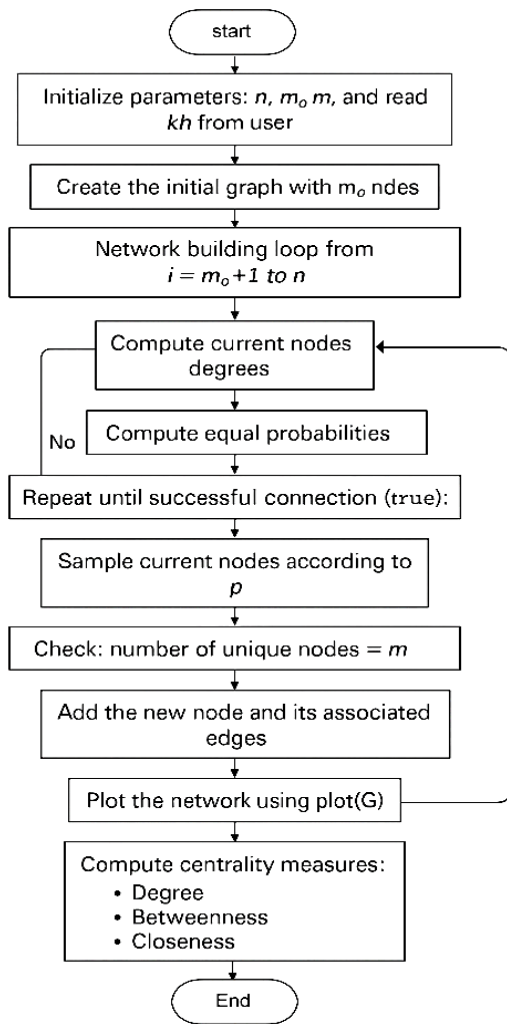 start
Initialize parameters: n, mₒ m, and read
kh from user
Create the initial graph with mₒ ndes
Network building loop from
i = mₒ+1 to n
Compute current nodes
degrees
Compute equal probabilities
No
Repeat until successful connection (true):
Sample current nodes according to
p
Check: number of unique nodes = m
Add the new node and its associated
edges
Plot the network using plot(G)
Compute centrality measures:
• Degree
• Betweenness
• Closeness
End